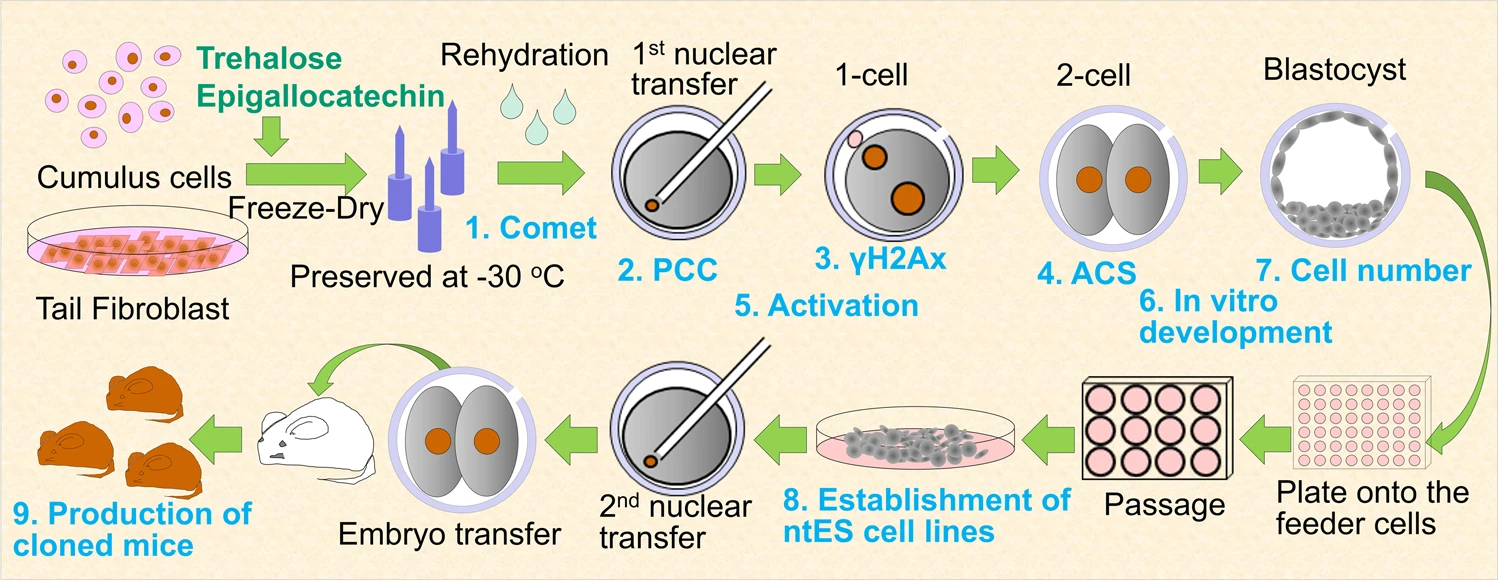 Trehalose
Epigallocatechin
Cumulus cells
Freeze-Dry
Tail Fibroblast
Rehydration
1. Comet
Preserved at -30 ºC
1st nuclear
transfer
2. PCC
1-cell
3. γH2Ax
5. Activation
2-cell
4. ACS
6. In vitro
development
Blastocyst
7. Cell number
Plate onto the
feeder cells
Passage
8. Establishment of
ntES cell lines
2nd nuclear
transfer
Embryo transfer
9. Production of
cloned mice